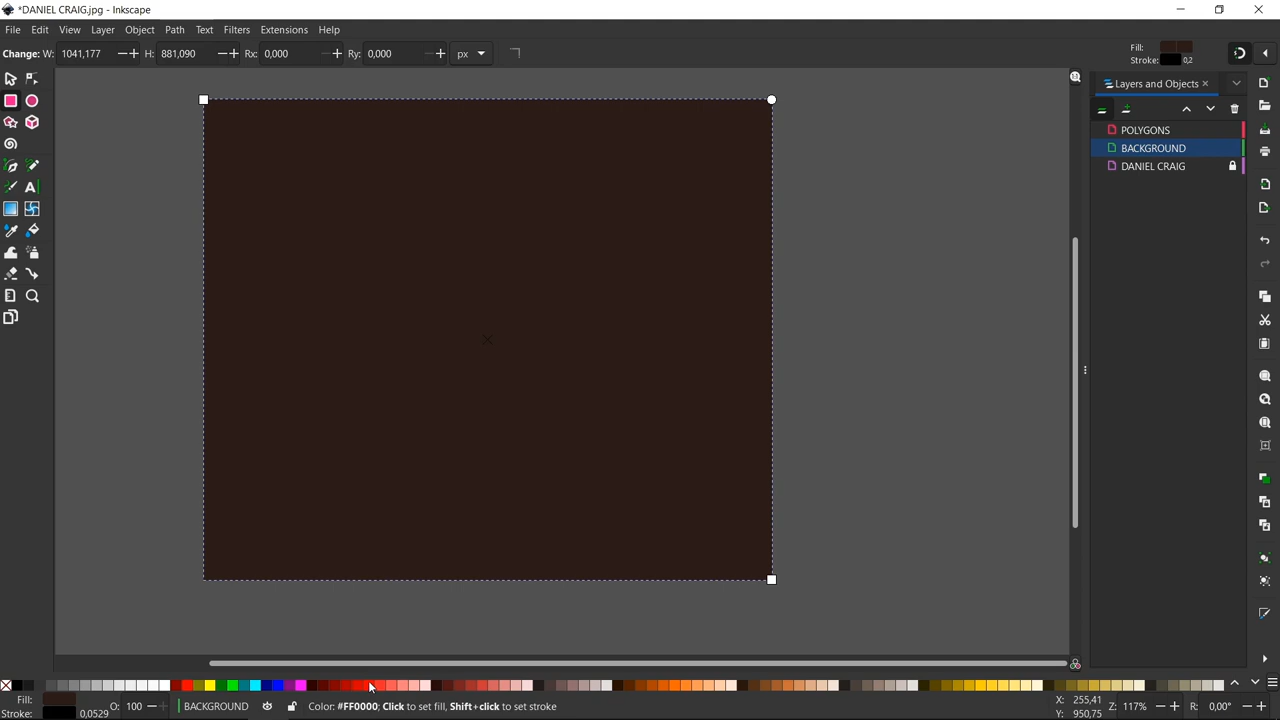 *DANIEL CRAIG.jpg - Inkscape
File Edit View Layer Object Path Text Filters Extensions Help
Change: W: 1041,177 H: 881,090 Rx: 0,000 Ry: 0,000 px Fill:
Stroke: 0,2
Layers and Objects
POLYGONS
BACKGROUND
DANIEL CRAIG
Fill: O: 100 BACKGROUND Color: #FF0000; Click to set fill, Shift+click to set stroke X: 255,41 Z: 117% R: 0,00°
Stroke: 0,0529 Y: 950,75